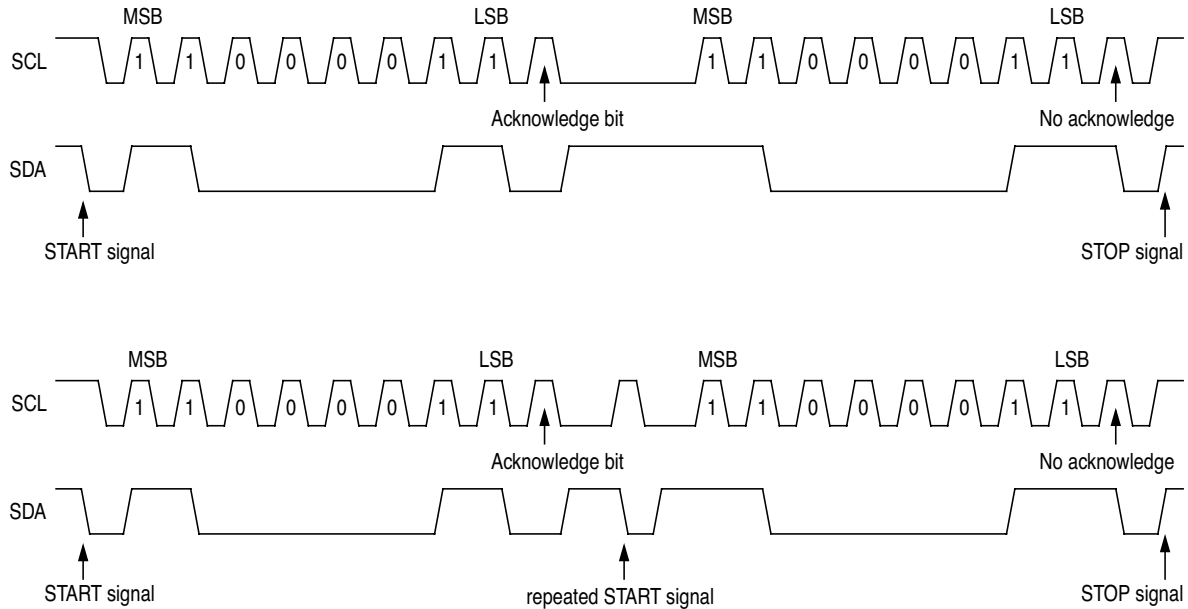 MSB LSB MSB LSB
SCL 1 1 0 0 0 0 1 1 1 1 0 0 0 0 1 1
Acknowledge bit No acknowledge
SDA
START signal STOP signal
MSB LSB MSB LSB
SCL 1 1 0 0 0 0 1 1 1 1 0 0 0 0 1 1
Acknowledge bit No acknowledge
SDA
START signal repeated START signal STOP signal